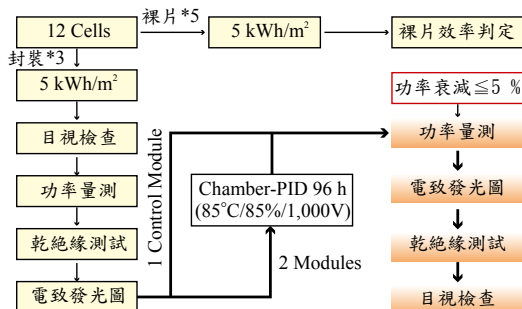 12 Cells
裸片*5
5 kWh/m²
裸片效率判定
封裝*3
5 kWh/m²
目視檢查
功率量測
乾絕緣測試
電致發光圖
1 Control Module
Chamber-PID 96 h
(85°C/85%/1,000V)
2 Modules
功率衰減≦5 %
功率量測
電致發光圖
乾絕緣測試
目視檢查